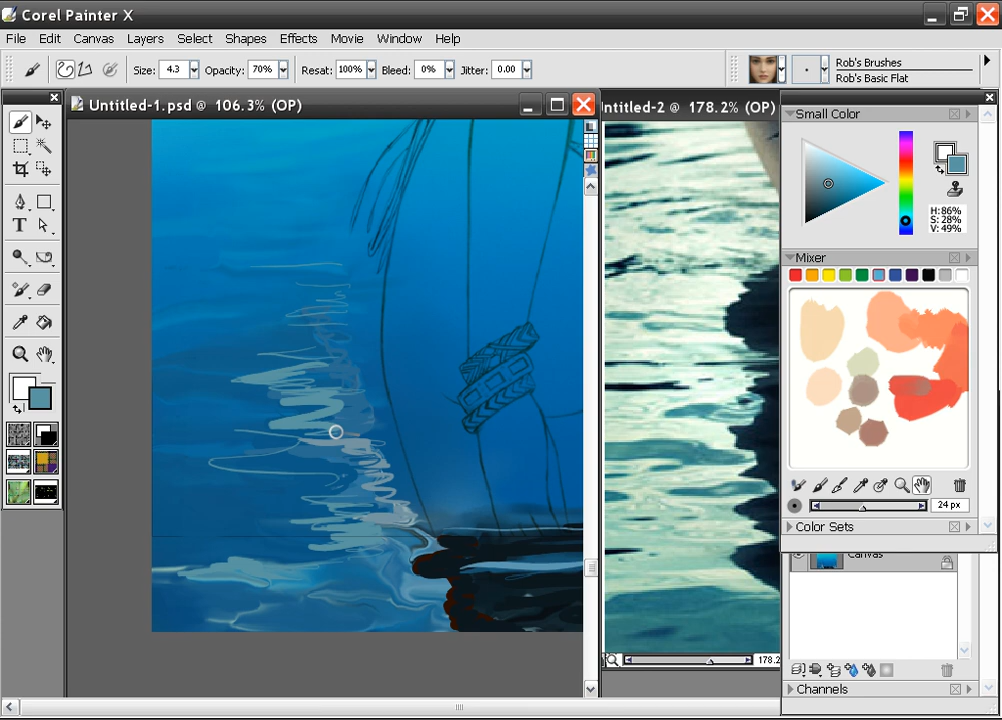 Corel Painter X
File Edit Canvas Layers Select Shapes Effects Movie Window Help
Size: 4.3 Opacity: 70% Resat: 100% Bleed: 0% Jitter: 0.00
Rob's Brushes
Rob's Basic Flat
Untitled-1.psd @ 106.3% (OP)
ntitled-2 @ 178.2% (OP)
Small Color
H:86%
S: 28%
V: 49%
Mixer
T
24 px
Color Sets
Canvas
178.2
Channels